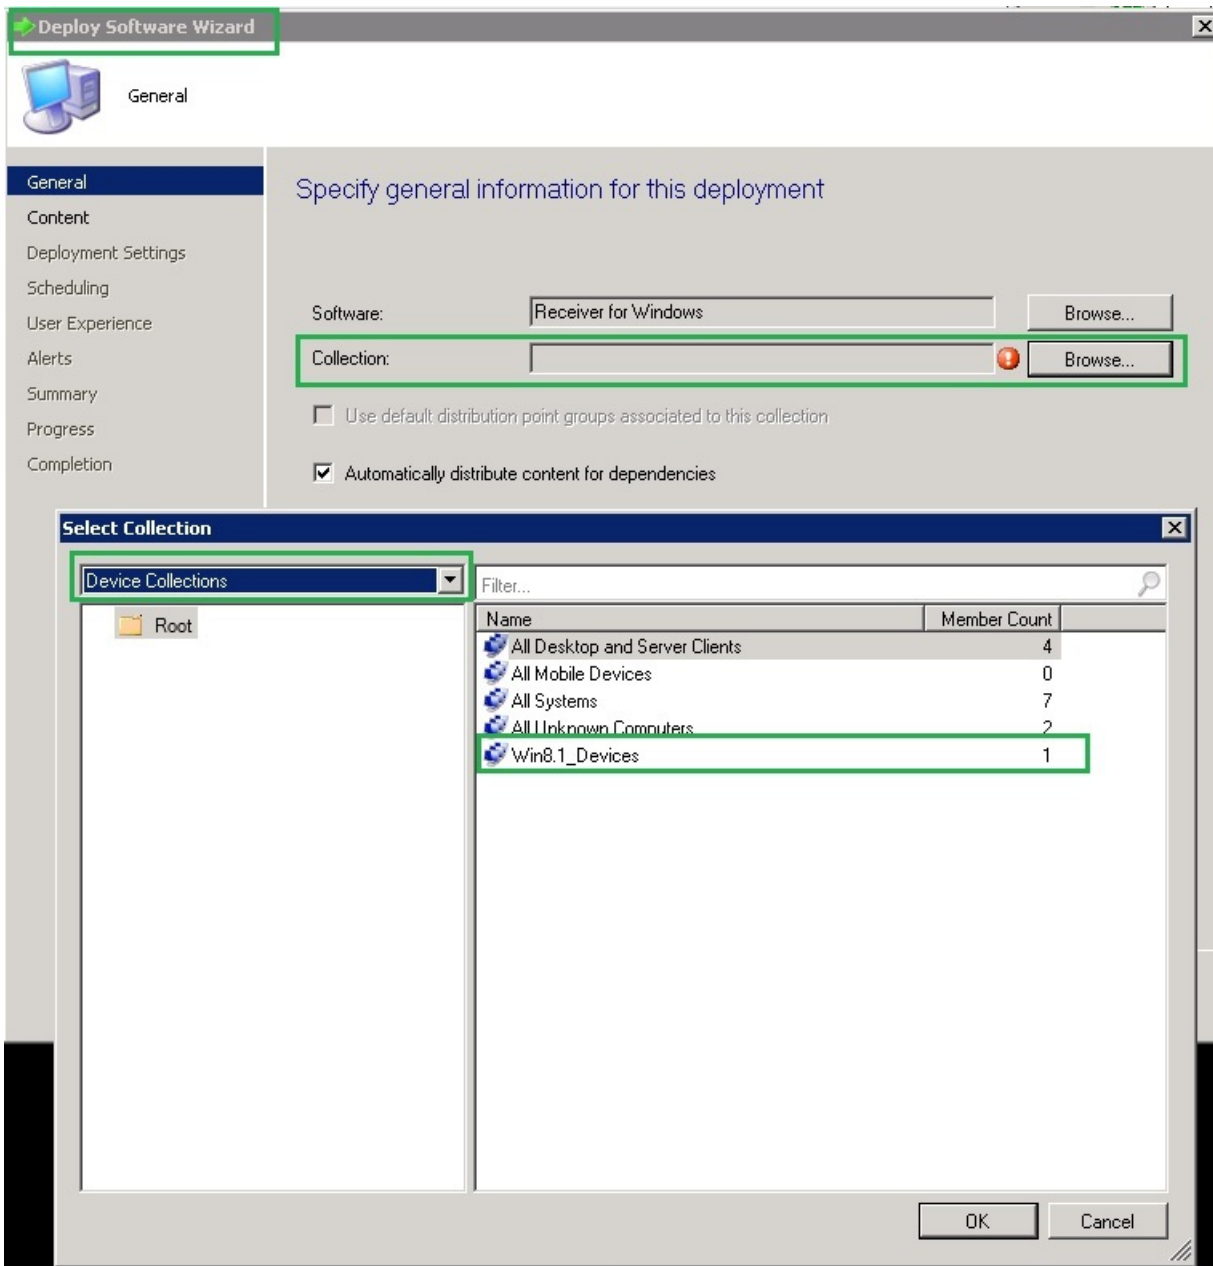 Deploy Software Wizard
General
General
Content
Deployment Settings
Scheduling
User Experience
Alerts
Summary
Progress
Completion
Specify general information for this deployment
Software: Receiver for Windows Browse...
Collection: Browse...
Use default distribution point groups associated to this collection
Automatically distribute content for dependencies
Select Collection
Device Collections
Root
Filter...
Name Member Count
All Desktop and Server Clients 4
All Mobile Devices 0
All Systems 7
All Unknown Computers 2
Win8.1_Devices 1
OK Cancel